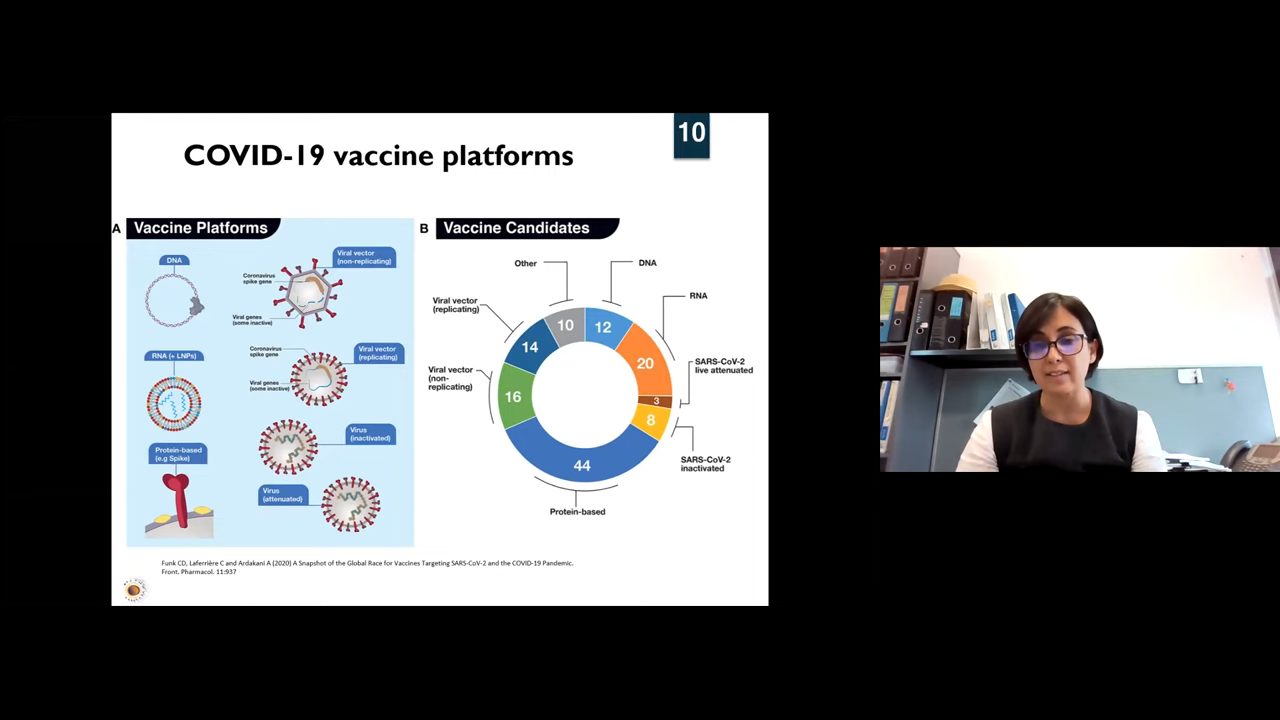 COVID-19 vaccine platforms
10
A
Vaccine Platforms
DNA
RNA (+ LNPs)
Protein-based
(e.g Spike)
Viral vector
(non-replicating)
Coronavirus
spike gene
Viral genes
(some inactive)
Viral vector
(replicating)
Coronavirus
spike gene
Viral genes
(some inactive)
Virus
(inactivated)
Virus
(attenuated)
B
Vaccine Candidates
Other
DNA
Viral vector
(replicating)
RNA
SARS-CoV-2
live attenuated
Viral vector
(non-
replicating)
SARS-CoV-2
inactivated
Protein-based
10
12
14
20
3
16
8
44
Funk CD, Laferrière C and Ardakani A (2020) A Snapshot of the Global Race for Vaccines Targeting SARS-CoV-2 and the COVID-19 Pandemic.
Front. Pharmacol. 11:937